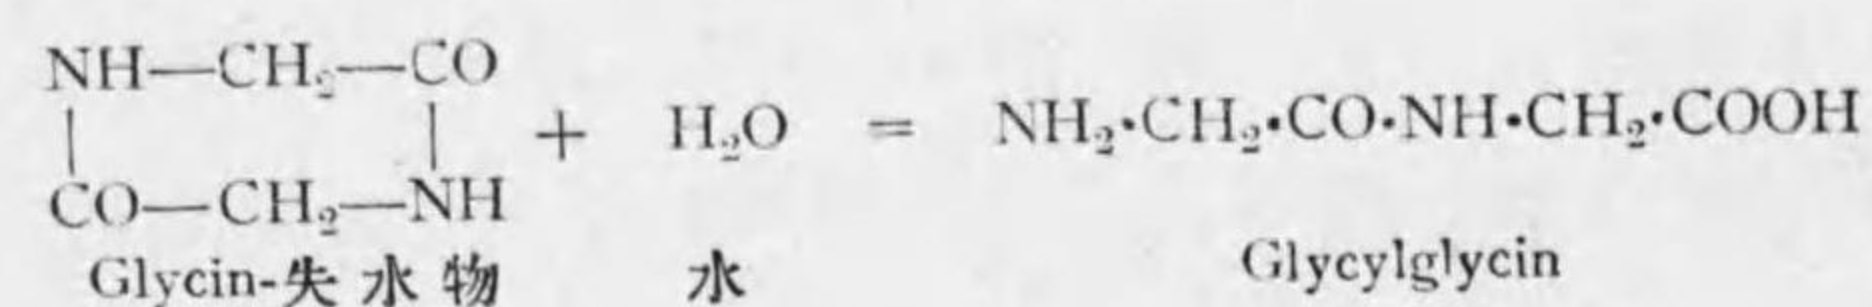 NH—CH₂—CO
| |
CO—CH₂—NH
+ H₂O = NH₂·CH₂·CO·NH·CH₂·COOH
Glycin-失水物 水 Glycylglycin